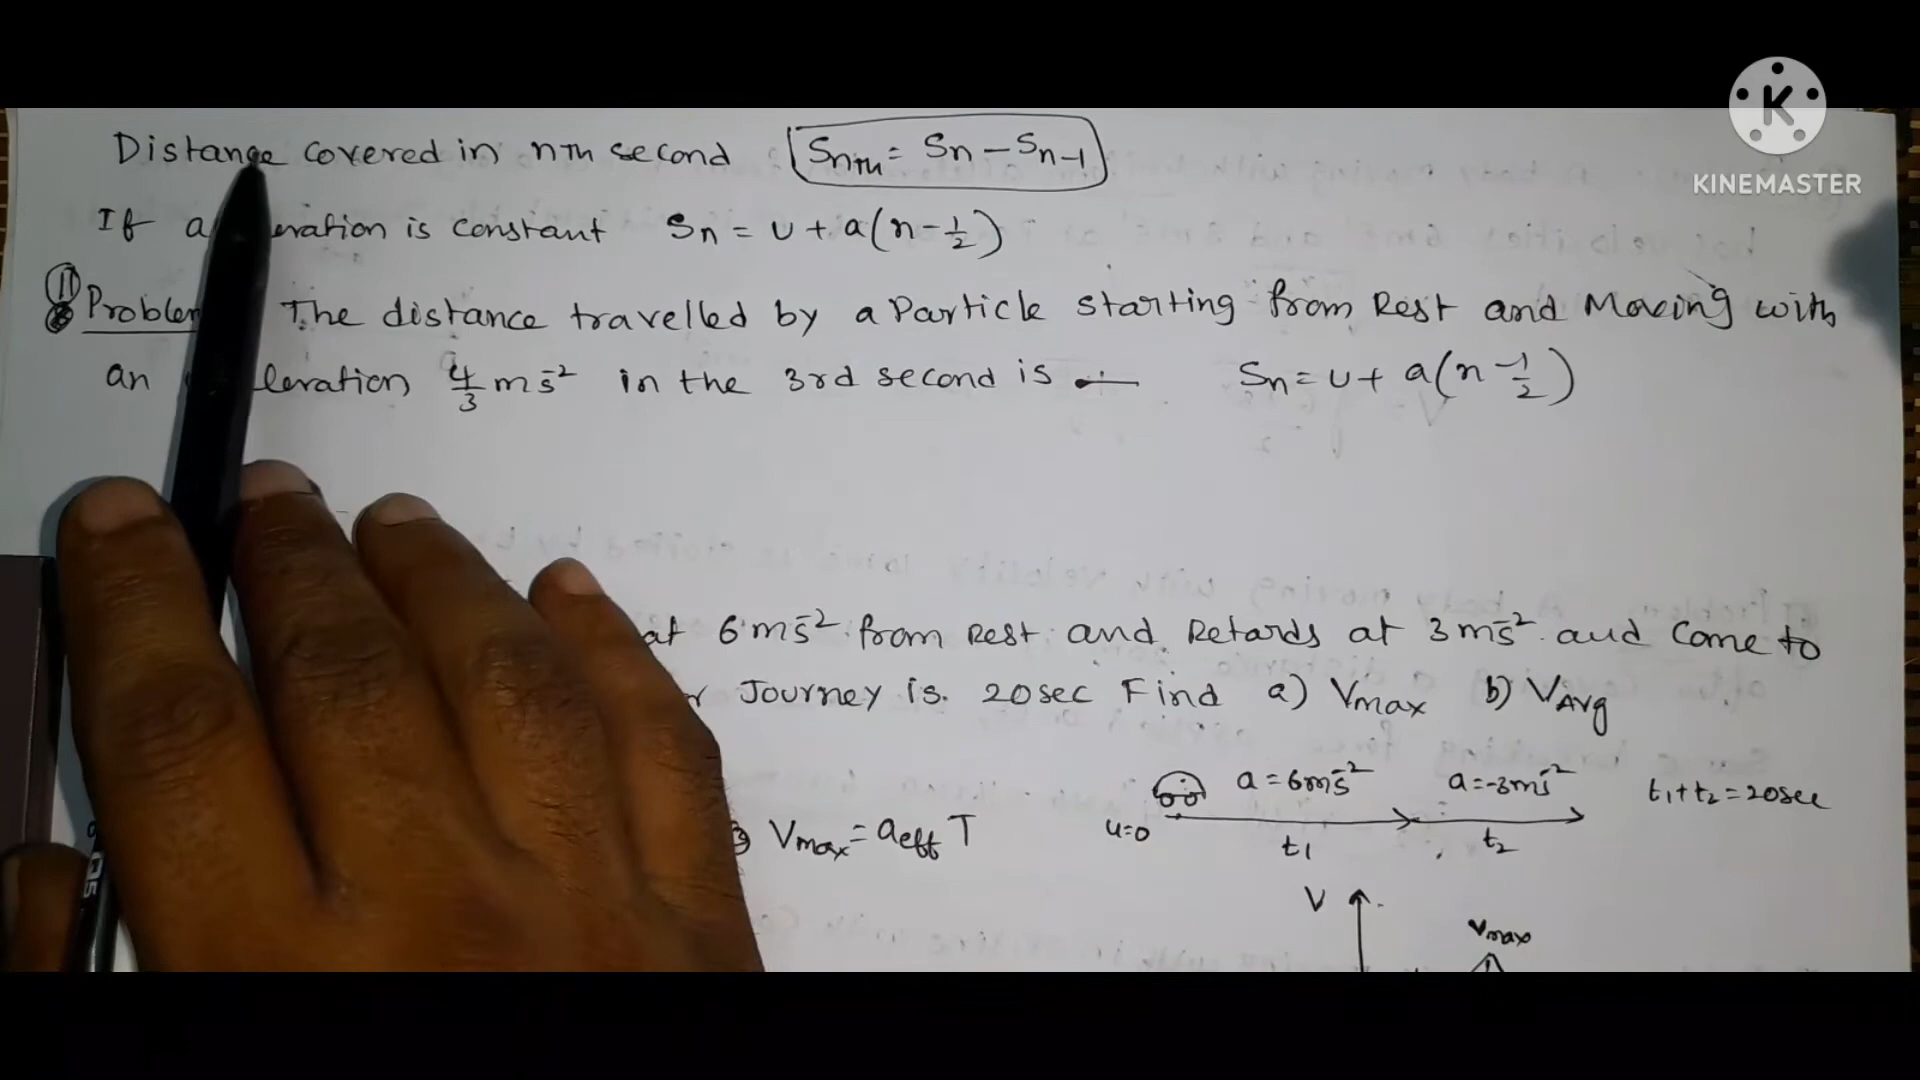 KINEMASTER
Distance covered in nth second Snth = Sn - Sn-1
If is constant Sn = u + a(n - 1/2)
11 Problem The distance travelled by a Particle starting from Rest and Moving with
an 4/3 ms⁻² in the 3rd second is Sn = u + a(n - 1/2)
at 6 ms⁻² from Rest and Retards at 3 ms⁻² and Come to
Journey is 20sec Find a) Vmax b) VAvg
a = 6ms⁻² a = -3ms⁻² t1 + t2 = 20sec
Vmax = aeff T u=0 t1 t2
V
Vmax